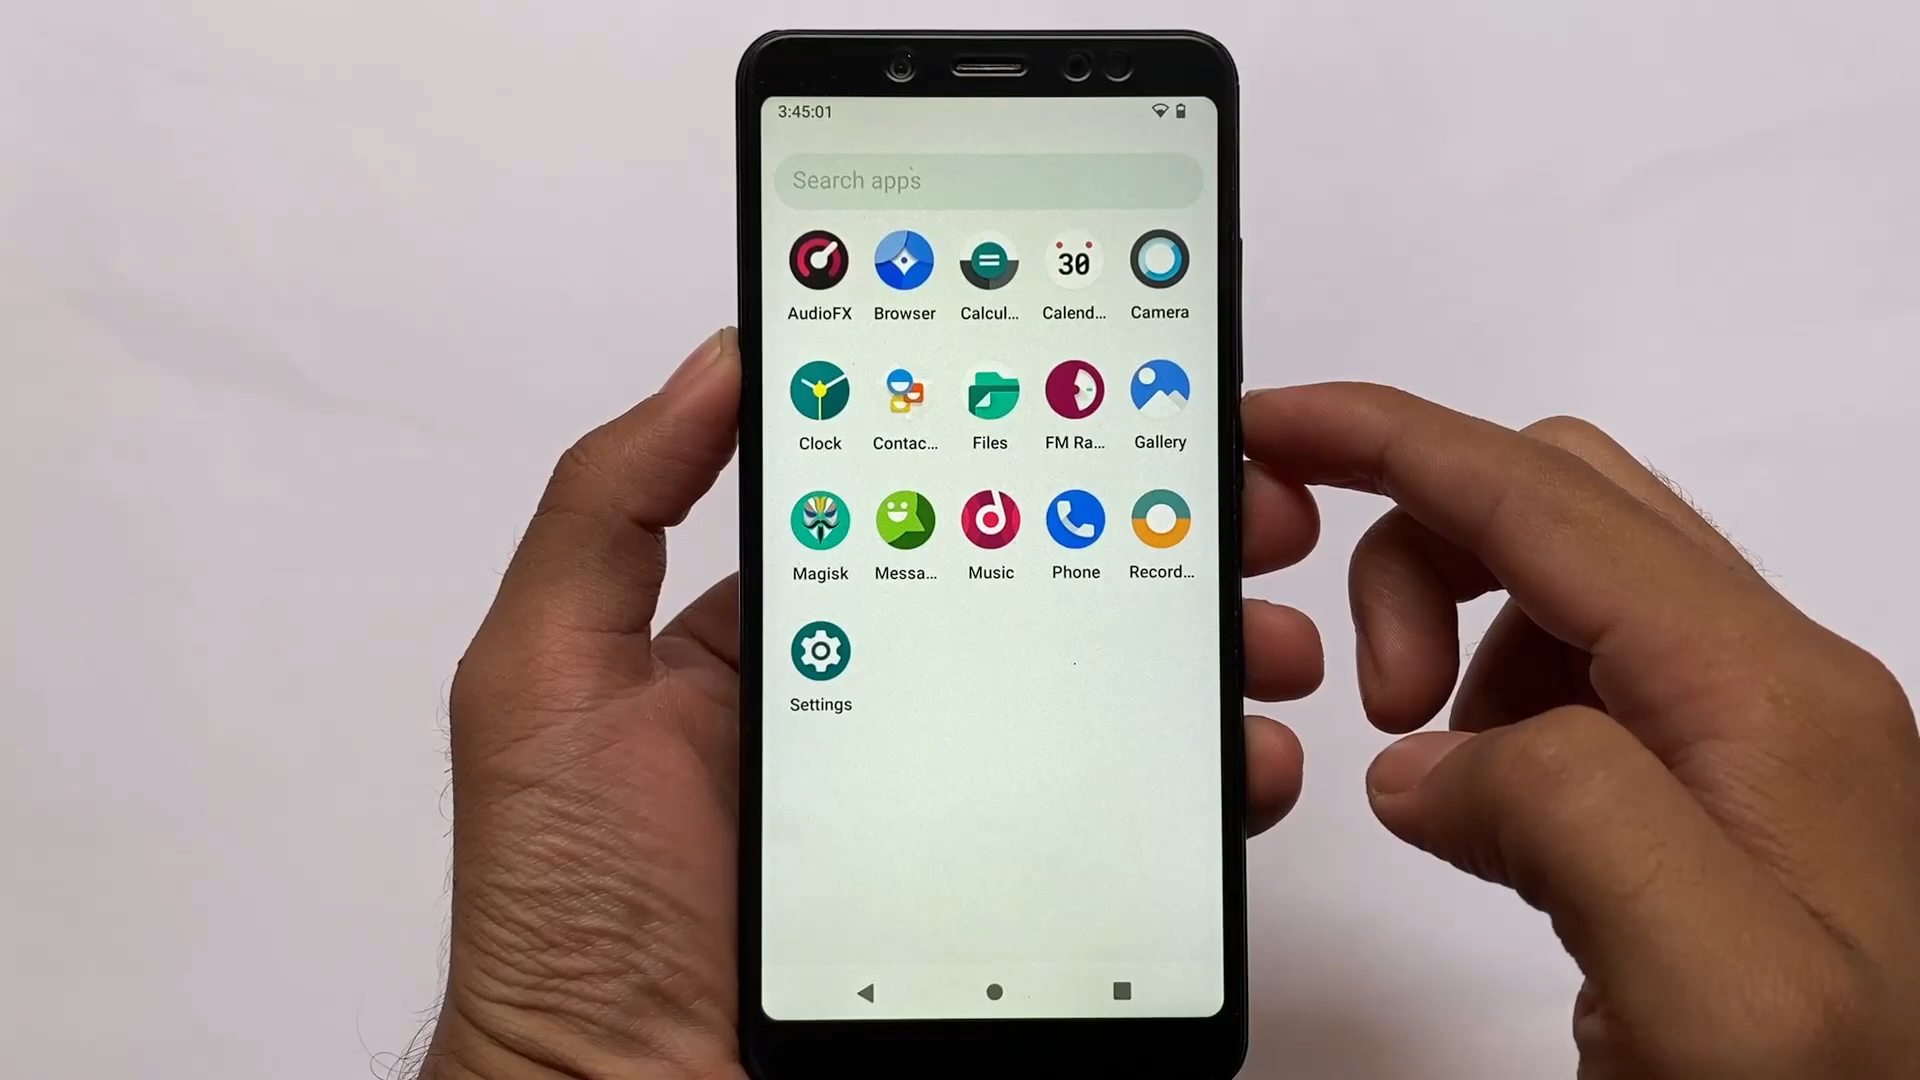 3:45:01
Search apps
AudioFX Browser Calcul... Calend... Camera
30
Clock Contac... Files FM Ra... Gallery
Magisk Messa... Music Phone Record...
Settings